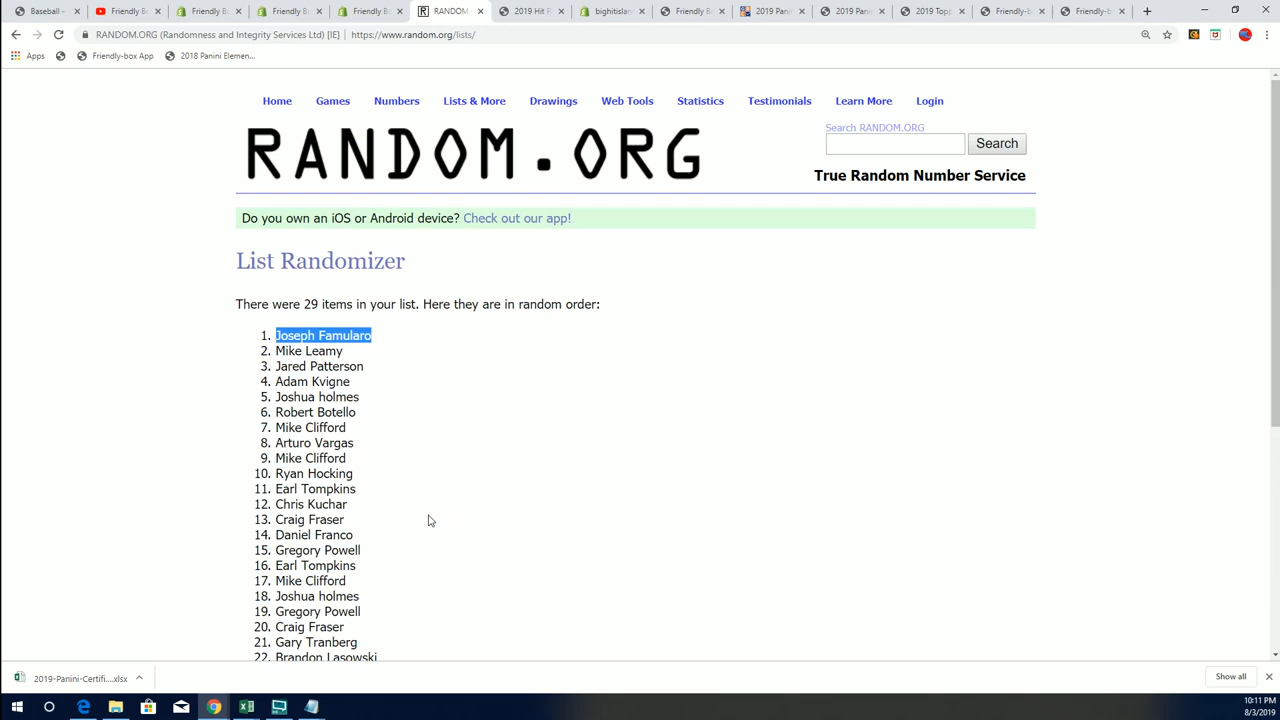 Baseball -
Friendly B
Friendly Bo
Friendly Bo
Friendly Bo
RANDOM
2019 Hit P
bighitislan
Friendly Bo
2019 Pani
2019 Pani
2019 Topp
Friendly-b
Friendly-b
RANDOM.ORG (Randomness and Integrity Services Ltd) [IE] | https://www.random.org/lists/
Apps Friendly-box App 2018 Panini Elemen...
Home Games Numbers Lists & More Drawings Web Tools Statistics Testimonials Learn More Login
RANDOM.ORG
Search RANDOM.ORG
Search
True Random Number Service
Do you own an iOS or Android device? Check out our app!
List Randomizer
There were 29 items in your list. Here they are in random order:
1. Joseph Famularo
2. Mike Leamy
3. Jared Patterson
4. Adam Kvigne
5. Joshua holmes
6. Robert Botello
7. Mike Clifford
8. Arturo Vargas
9. Mike Clifford
10. Ryan Hocking
11. Earl Tompkins
12. Chris Kuchar
13. Craig Fraser
14. Daniel Franco
15. Gregory Powell
16. Earl Tompkins
17. Mike Clifford
18. Joshua holmes
19. Gregory Powell
20. Craig Fraser
21. Gary Tranberg
22. Brandon Lasowski
2019-Panini-Certifi....xlsx
Show all
10:11 PM
8/3/2019